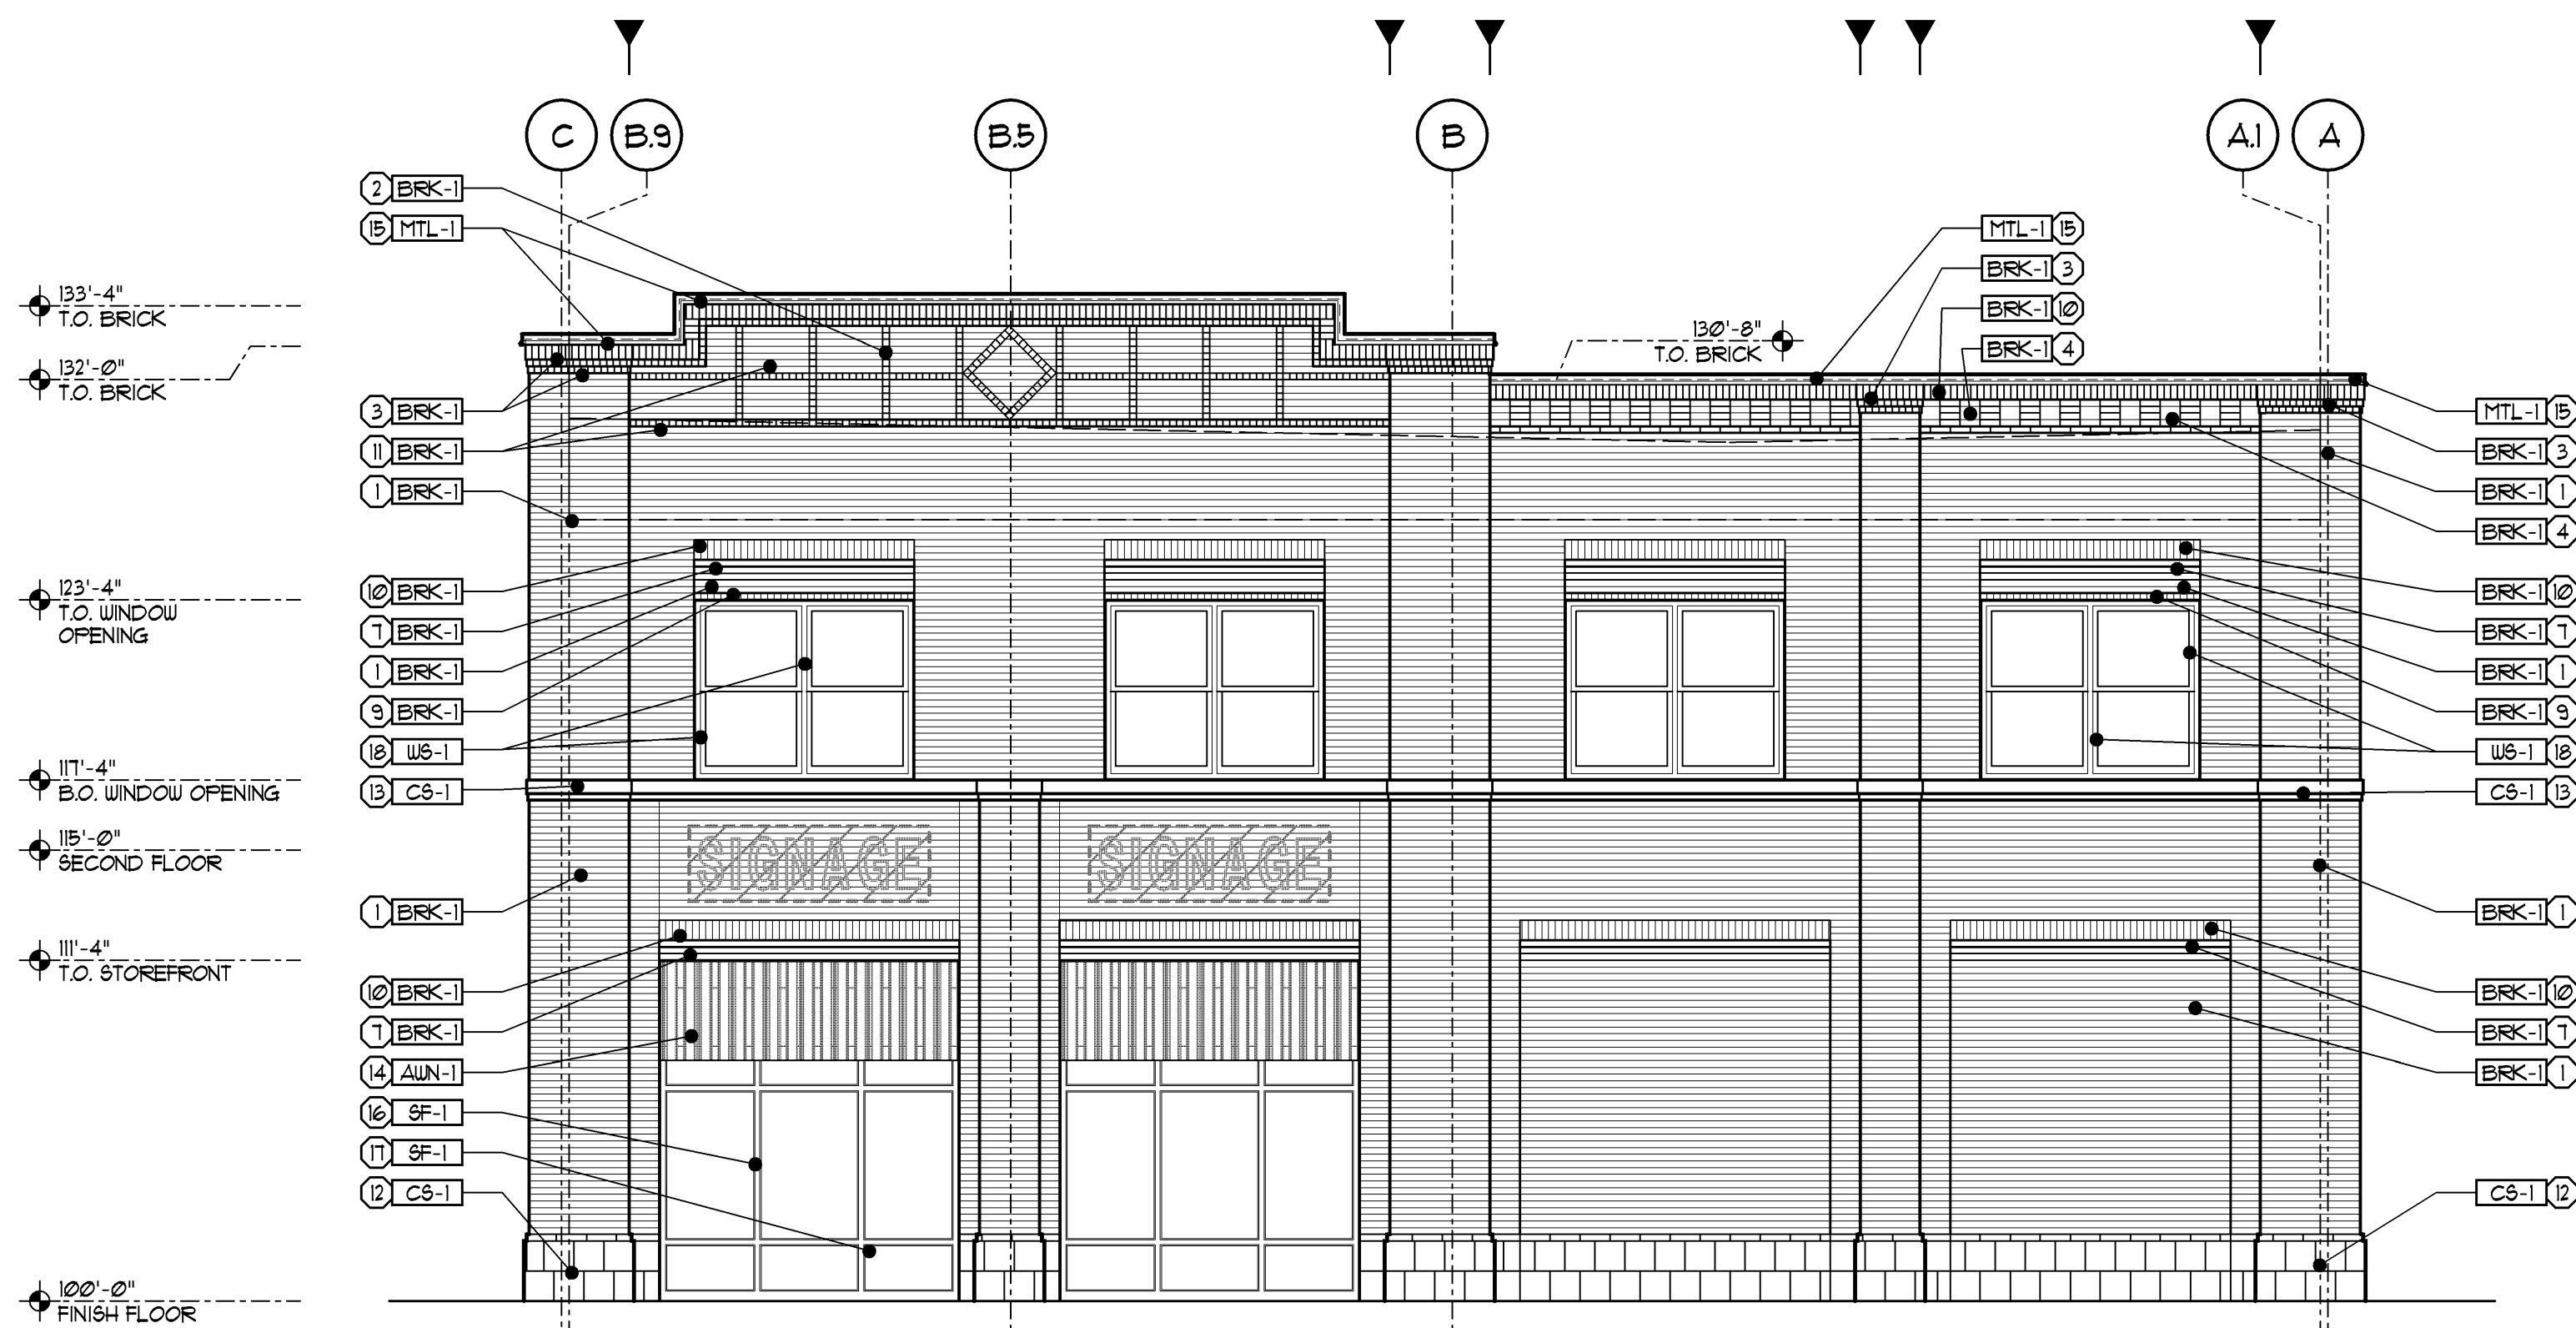 C B.9 B.5 B A.1 A
2 BRK-1
15 MTL-1
133'-4"
T.O. BRICK
132'-0"
T.O. BRICK
3 BRK-1
11 BRK-1
1 BRK-1
10 BRK-1
123'-4"
T.O. WINDOW
OPENING
7 BRK-1
1 BRK-1
9 BRK-1
18 WS-1
117'-4"
B.O. WINDOW OPENING
13 CS-1
115'-0"
SECOND FLOOR
1 BRK-1
111'-4"
T.O. STOREFRONT
10 BRK-1
7 BRK-1
14 AWN-1
16 SF-1
17 SF-1
12 CS-1
100'-0"
FINISH FLOOR
130'-8"
T.O. BRICK
SIGNAGE
SIGNAGE
MTL-1 15
BRK-1 3
BRK-1 10
BRK-1 4
MTL-1 15
BRK-1 3
BRK-1 1
BRK-1 4
BRK-1 10
BRK-1 7
BRK-1 1
BRK-1 9
WS-1 18
CS-1 13
BRK-1 1
BRK-1 10
BRK-1 7
BRK-1 1
CS-1 12